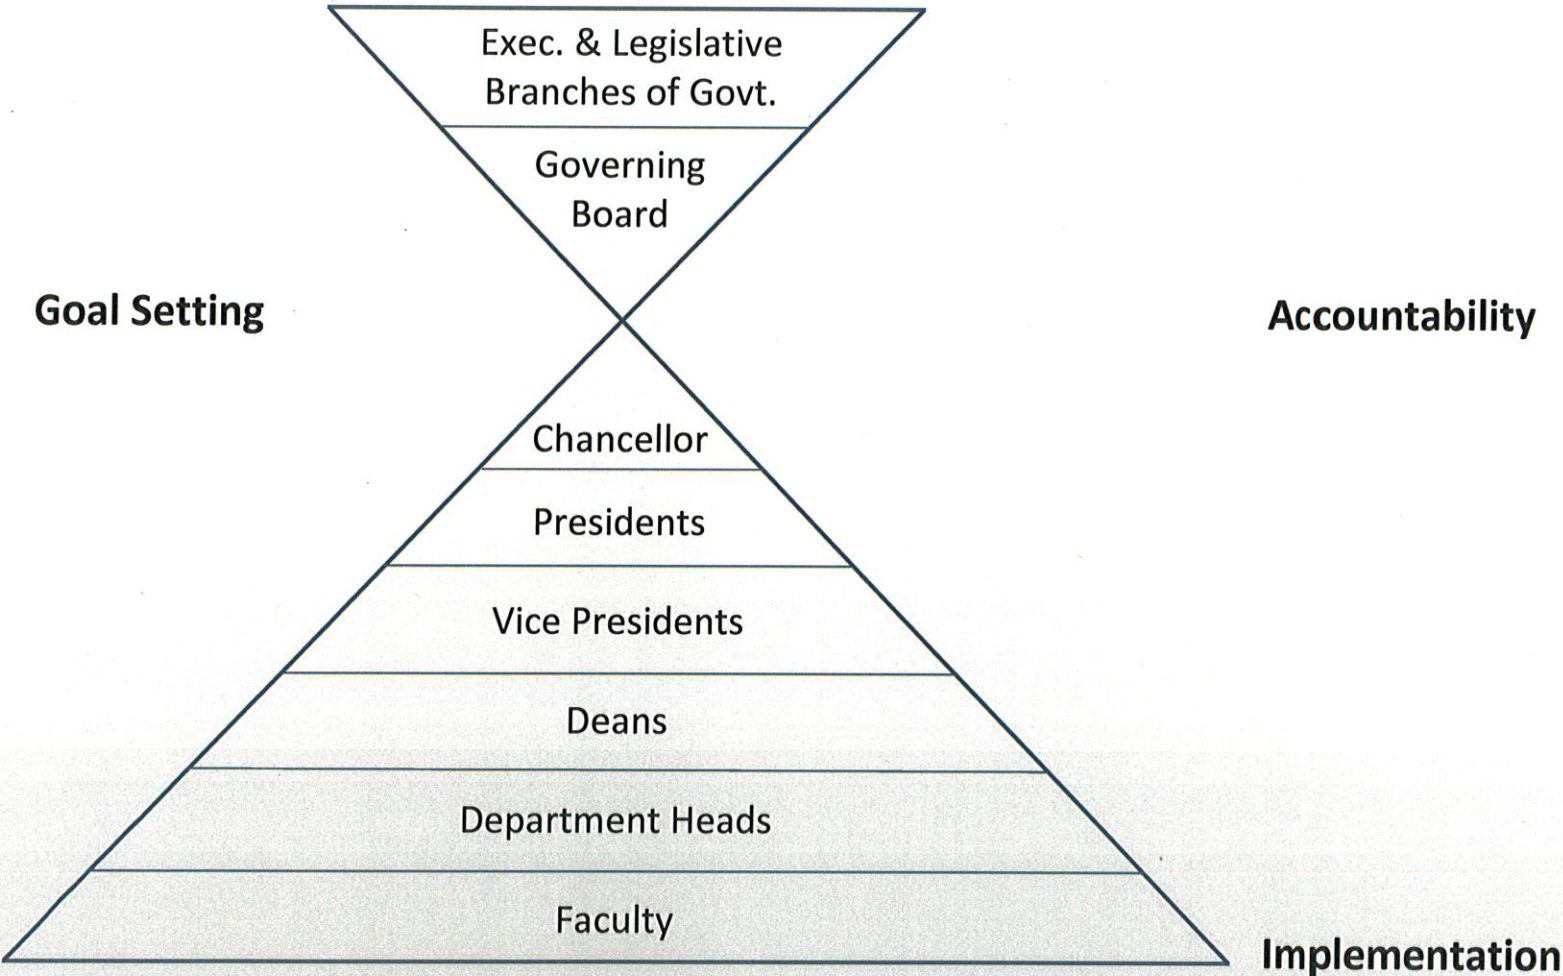 Exec. & Legislative
Branches of Govt.
Governing
Board
Goal Setting
Accountability
Chancellor
Presidents
Vice Presidents
Deans
Department Heads
Faculty
Implementation